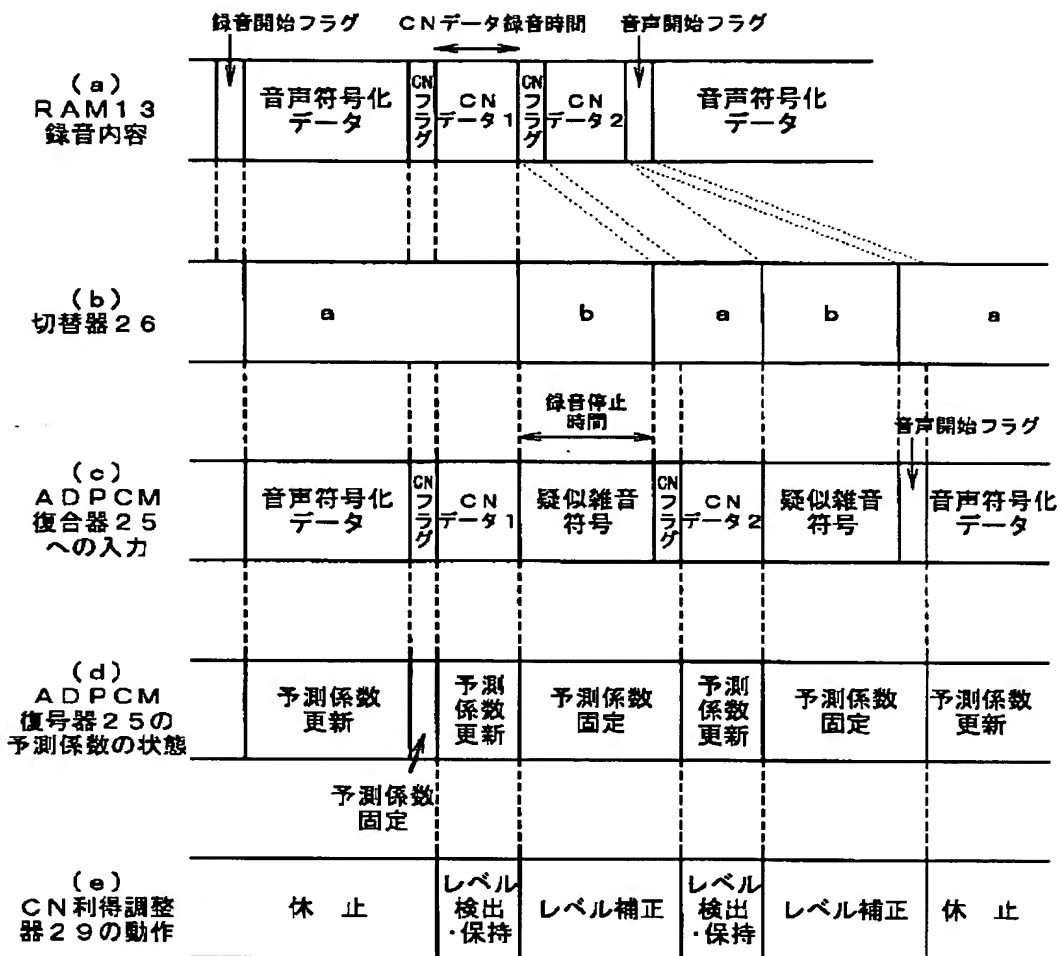 録音開始フラグ
CNデータ録音時間
音声開始フラグ
(a)
RAM13
録音内容
音声符号化
データ
CN
フラグ
CN
データ1
CN
フラグ
CN
データ2
音声符号化
データ
(b)
切替器26
a
b
a
b
a
録音停止
時間
音声開始フラグ
(c)
ADPCM
復合器25
への入力
音声符号化
データ
CN
フラグ
CN
データ1
疑似雑音
符号
CN
フラグ
CN
データ2
疑似雑音
符号
音声符号化
データ
(d)
ADPCM
復号器25の
予測係数の状態
予測係数
更新
予測
係数
更新
予測係数
固定
予測
係数
更新
予測係数
固定
予測係数
更新
予測係数
固定
(e)
CN利得調整
器29の動作
休止
レベル
検出
・保持
レベル補正
レベル
検出
・保持
レベル補正
休止